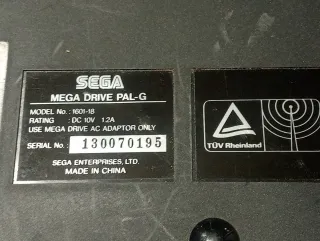 SEGA
MEGA DRIVE PAL-G
MODEL No.: 1601-18
RATING : DC 10V 1.2A
USE MEGA DRIVE AC ADAPTOR ONLY
SERIAL No.: 130070195
SEGA ENTERPRISES, LTD.
MADE IN CHINA
TÜV Rheinland